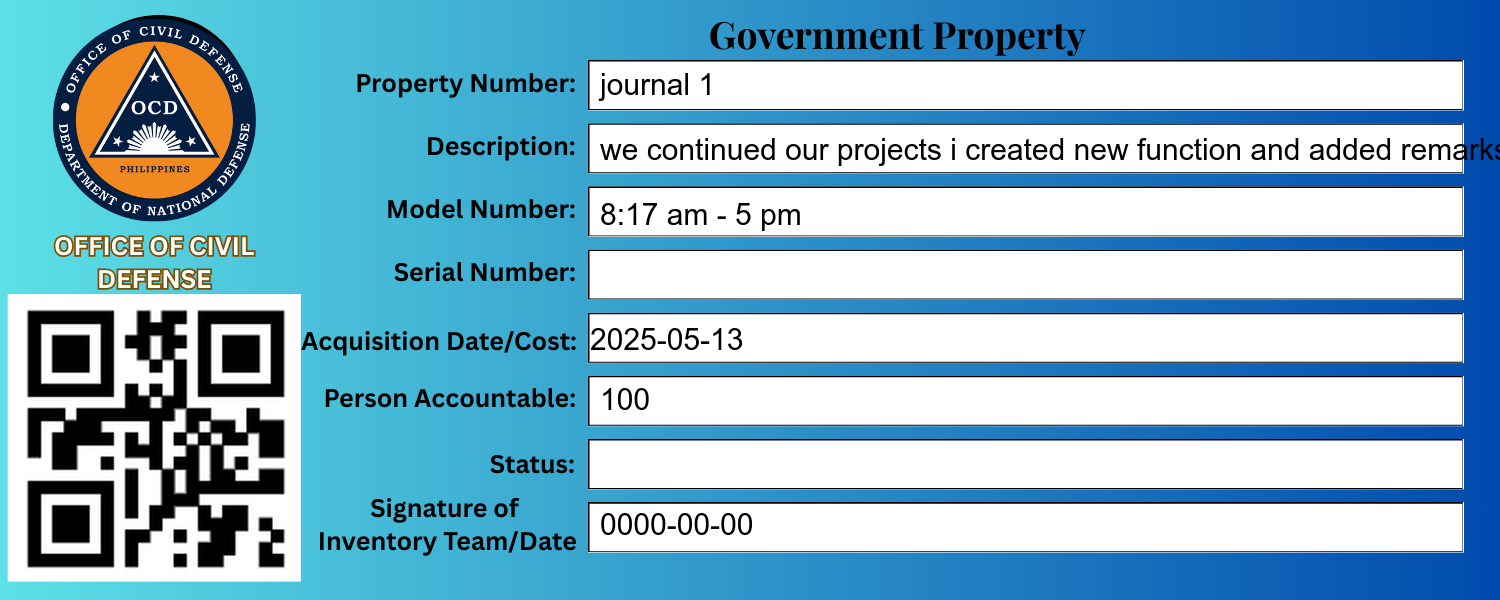 OFFICE OF CIVIL DEFENSE
DEPARTMENT OF NATIONAL DEFENSE
OCD
PHILIPPINES
OFFICE OF CIVIL
DEFENSE
Government Property
Property Number: journal 1
Description: we continued our projects i created new function and added remarks
Model Number: 8:17 am - 5 pm
Serial Number:
Acquisition Date/Cost: 2025-05-13
Person Accountable: 100
Status:
Signature of
Inventory Team/Date 0000-00-00